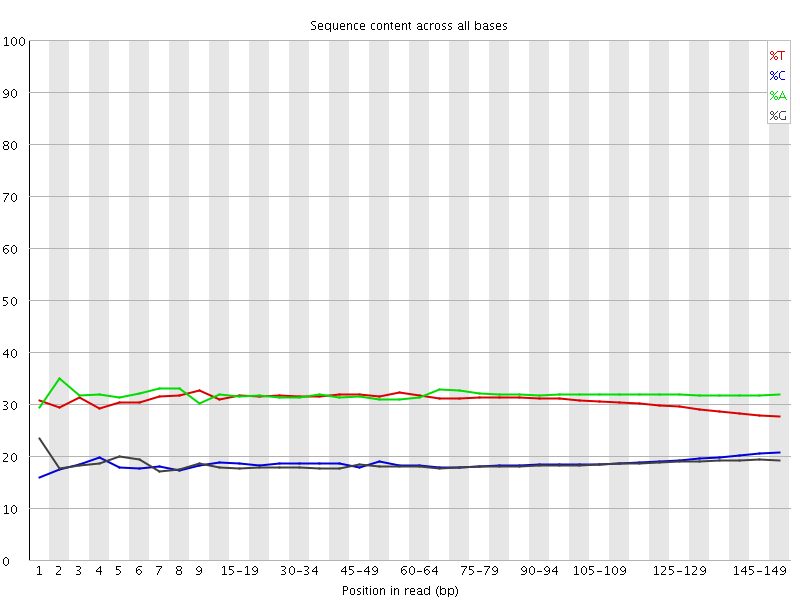 Sequence content across all bases
100
90
80
70
60
50
40
30
20
10
0
%T
%C
%A
%G
1 2 3 4 5 6 7 8 9 15-19 30-34 45-49 60-64 75-79 90-94 105-109 125-129 145-149
Position in read (bp)